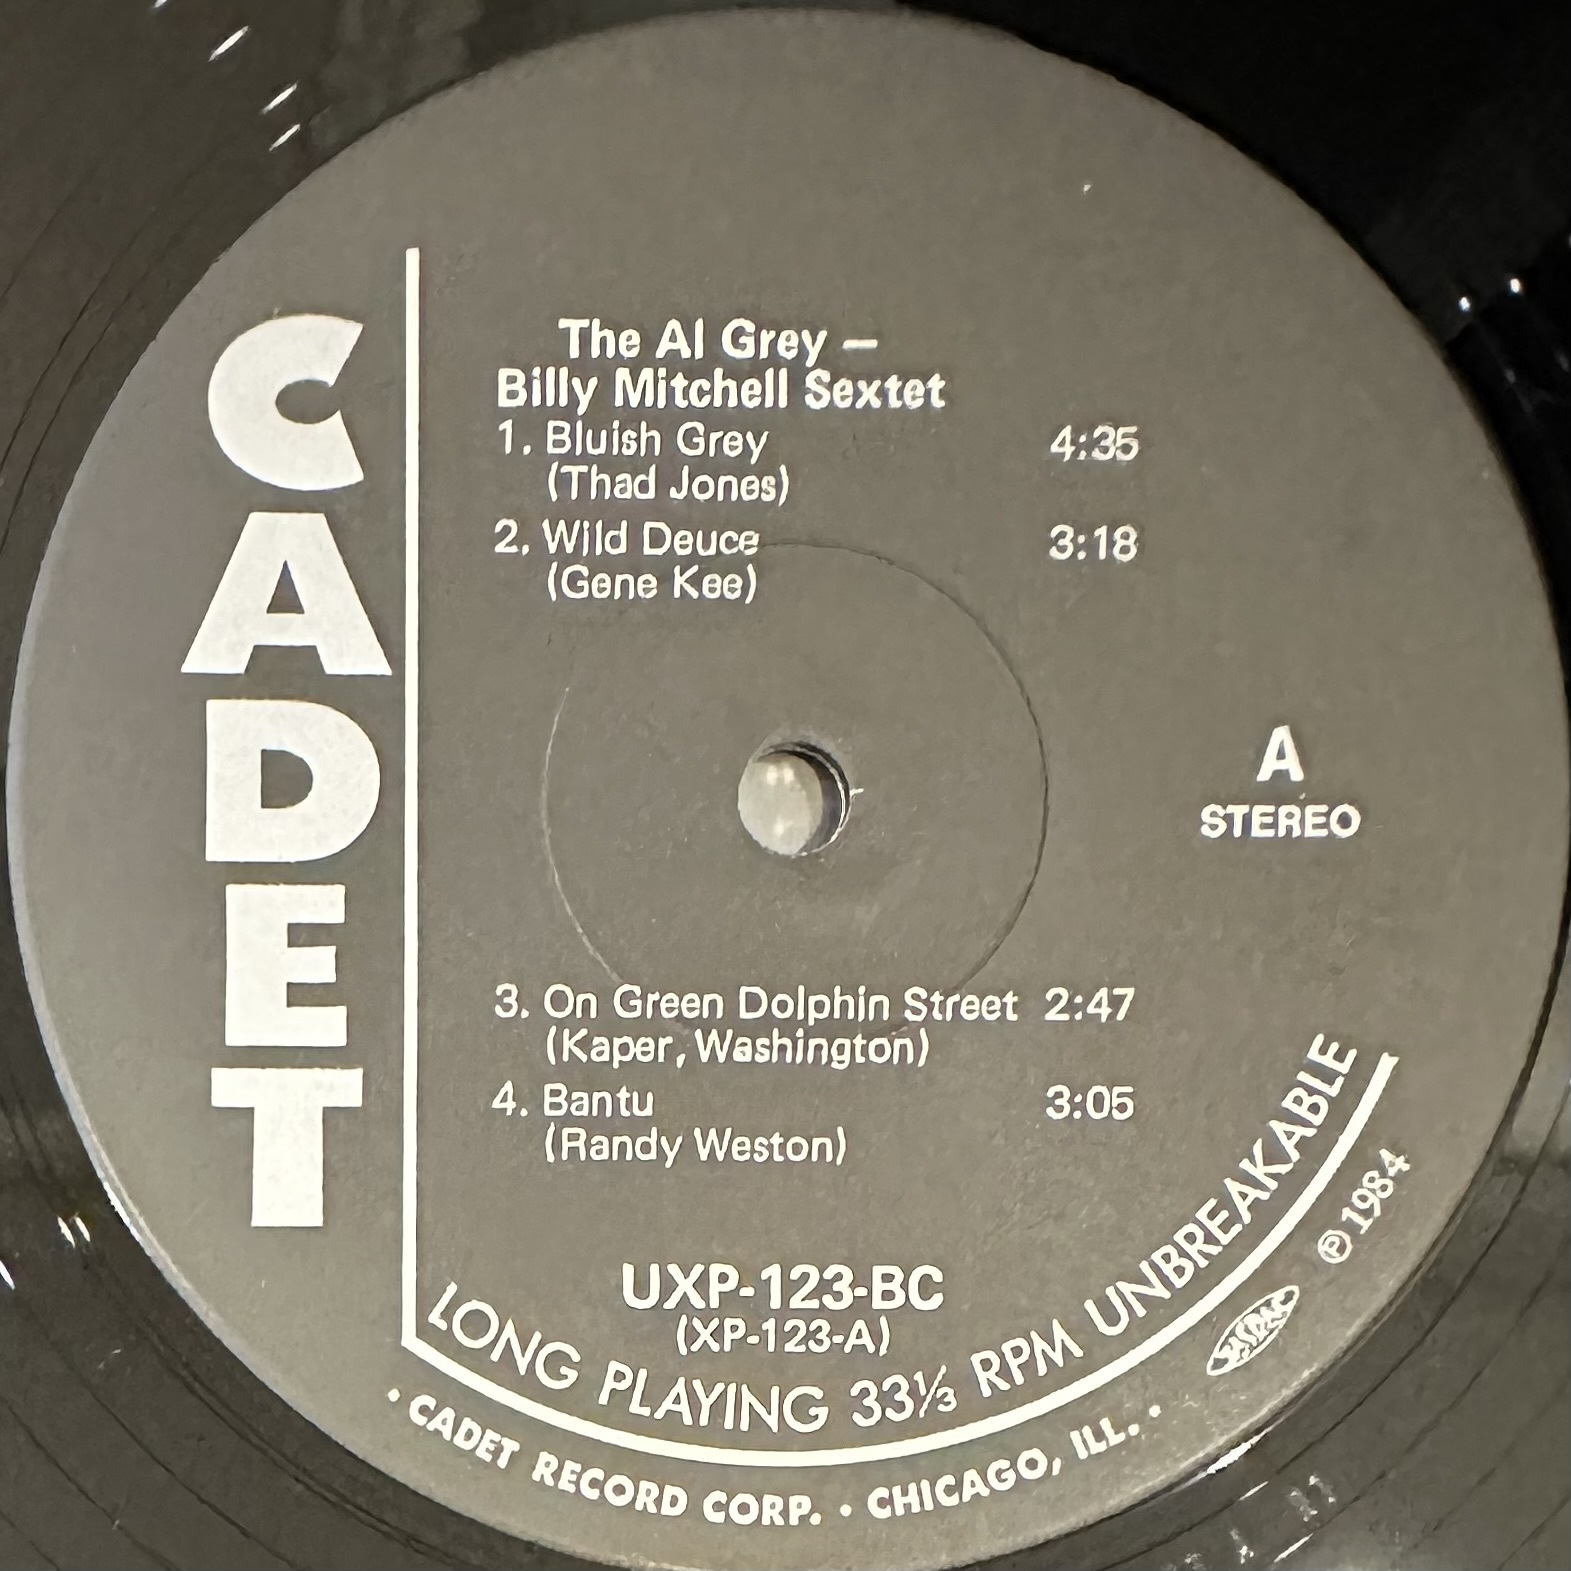 CADET
The Al Grey —
Billy Mitchell Sextet
1. Bluish Grey 4:35
(Thad Jones)
2. Wild Deuce 3:18
(Gene Kee)
A
STEREO
3. On Green Dolphin Street 2:47
(Kaper, Washington)
4. Bantu 3:05
(Randy Weston)
UXP-123-BC
(XP-123-A)
LONG PLAYING 33⅓ RPM UNBREAKABLE
℗ 1984
• CADET RECORD CORP. • CHICAGO, ILL. •